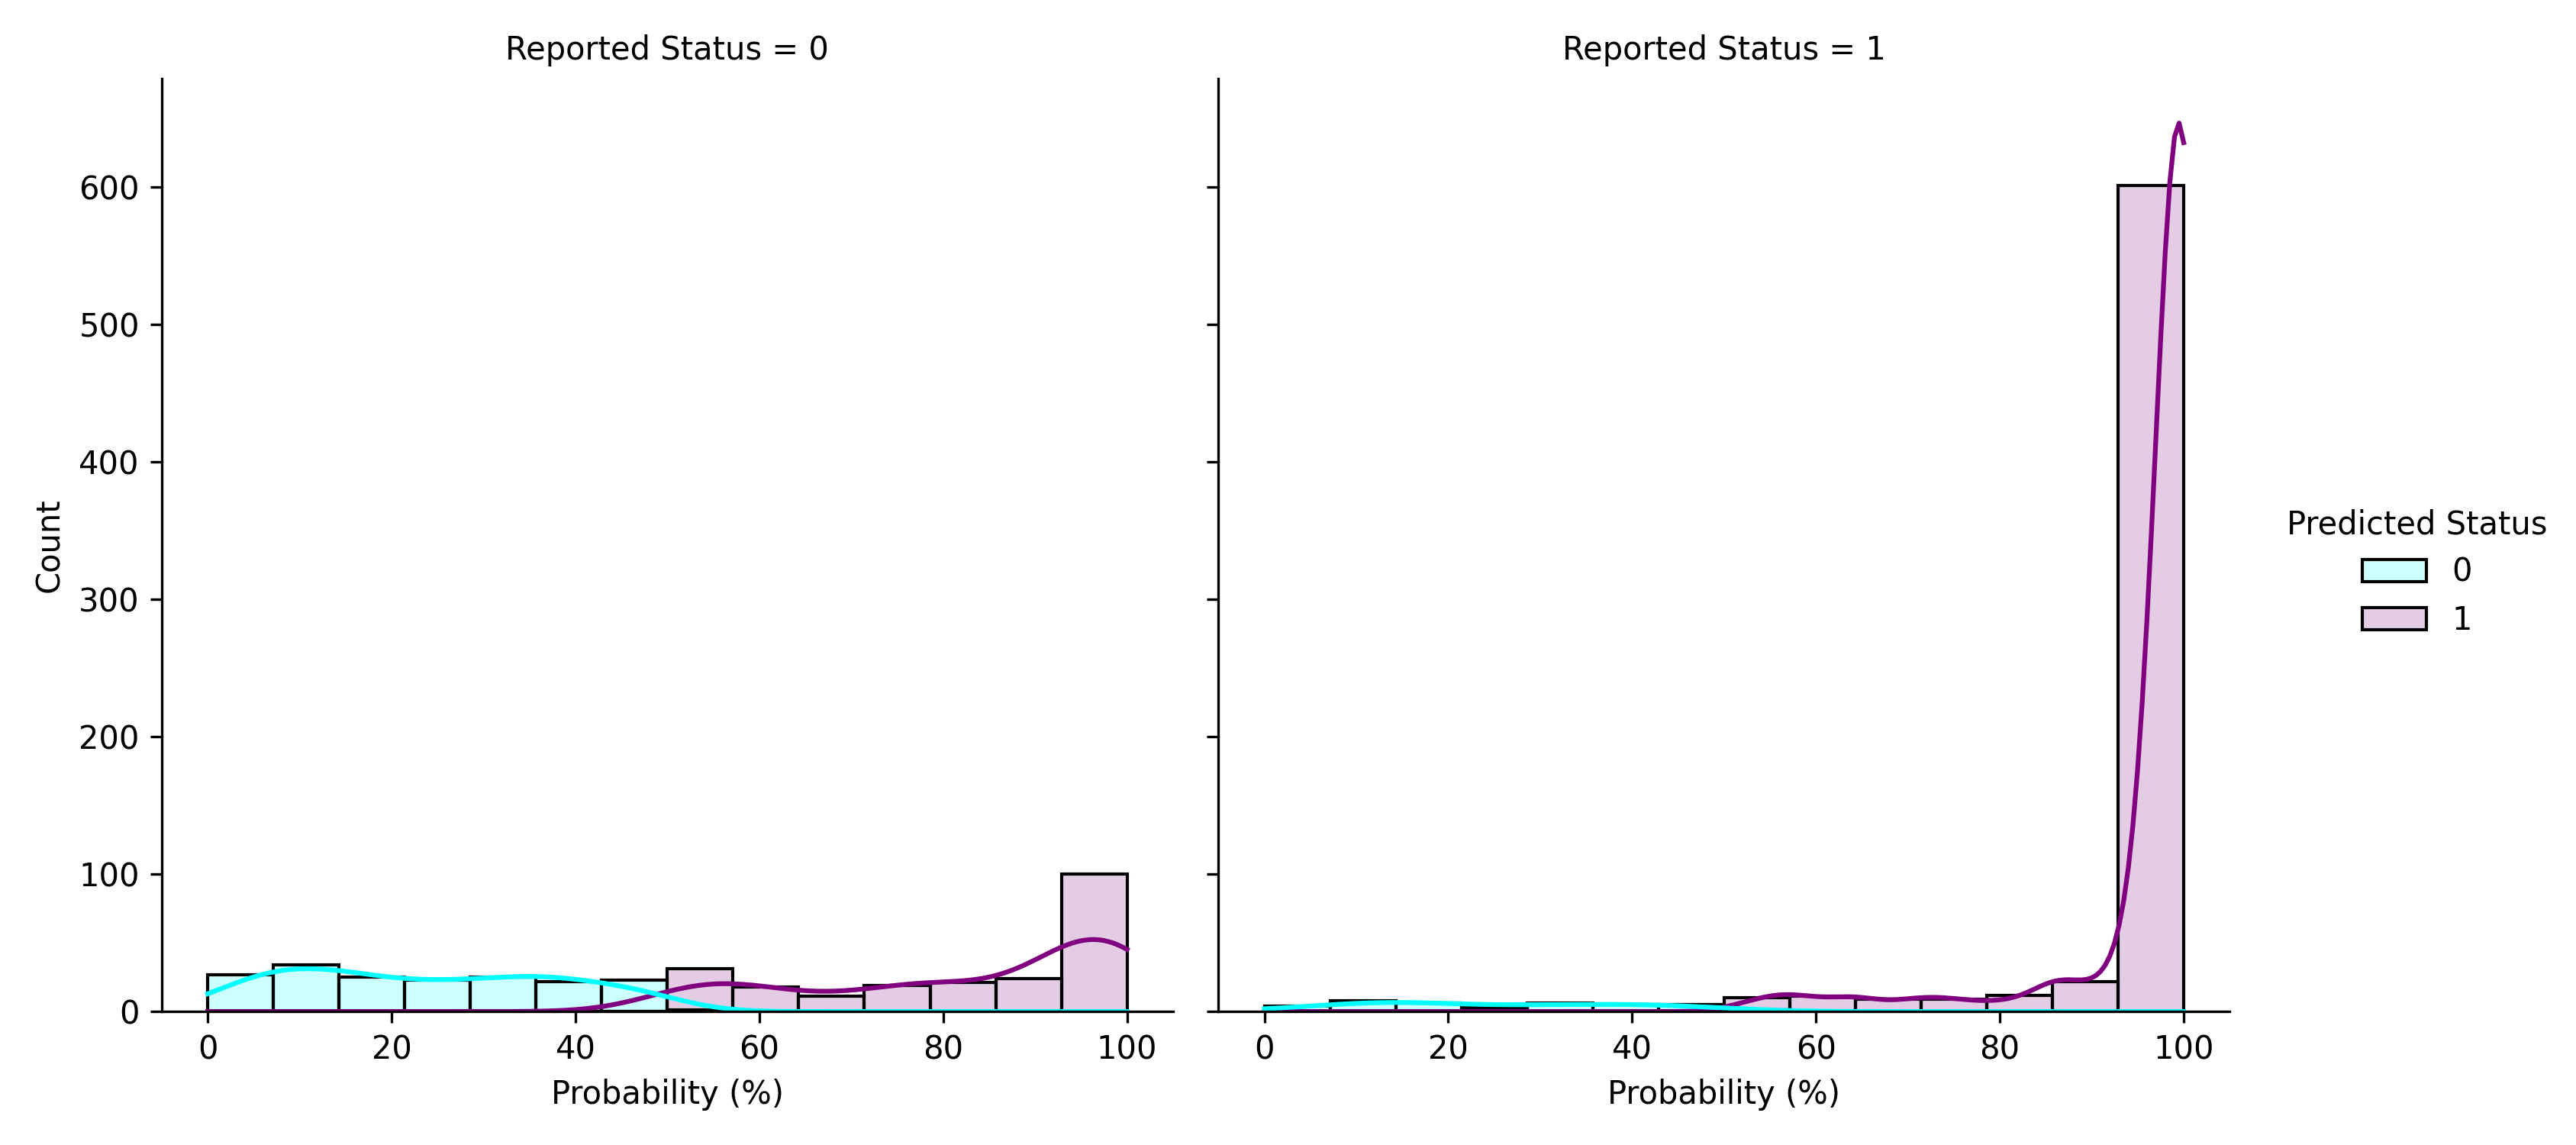 Reported Status = 0
Reported Status = 1
Count
600
500
400
300
200
100
0
0 20 40 60 80 100
0 20 40 60 80 100
Probability (%)
Probability (%)
Predicted Status
0
1